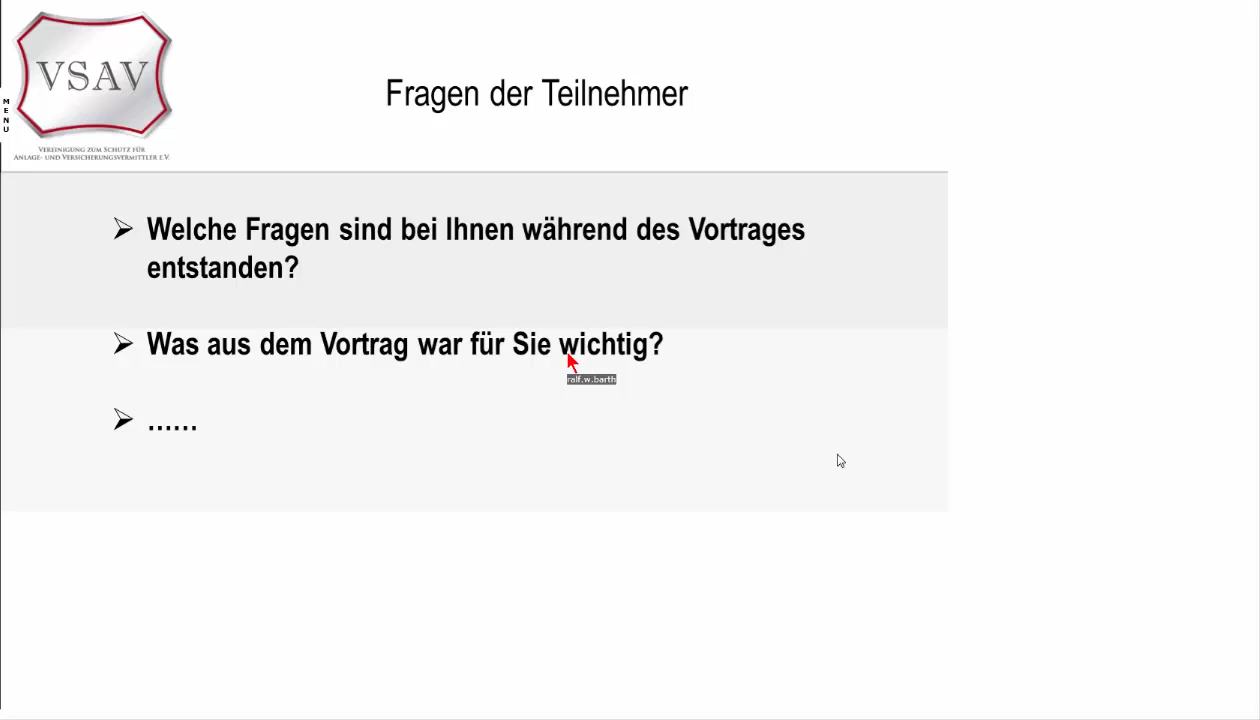 VSAV
VEREINIGUNG ZUM SCHUTZ FÜR
ANLAGE- UND VERSICHERUNGSVERMITTLER E.V.
MENU
Fragen der Teilnehmer
Welche Fragen sind bei Ihnen während des Vortrages
entstanden?
Was aus dem Vortrag war für Sie wichtig?
ralf.w.barth
......